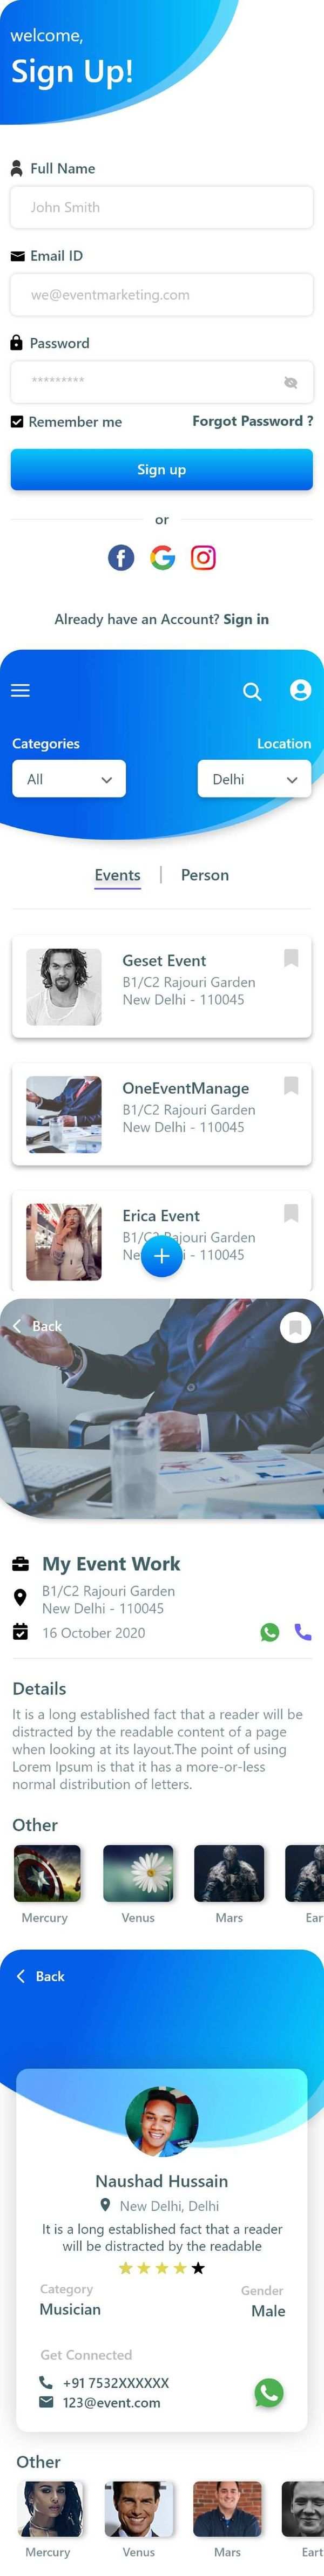 welcome,
Sign Up!
Full Name
John Smith
Email ID
we@eventmarketing.com
Password
*********
Remember me
Forgot Password ?
Sign up
or
Already have an Account? Sign in
Categories
Location
All
Delhi
Events | Person
Geset Event
B1/C2 Rajouri Garden
New Delhi - 110045
OneEventManage
B1/C2 Rajouri Garden
New Delhi - 110045
Erica Event
B1/C2 Rajouri Garden
Ne i - 110045
Back
My Event Work
B1/C2 Rajouri Garden
New Delhi - 110045
16 October 2020
Details
It is a long established fact that a reader will be
distracted by the readable content of a page
when looking at its layout.The point of using
Lorem Ipsum is that it has a more-or-less
normal distribution of letters.
Other
Mercury
Venus
Mars
Ear
Back
Naushad Hussain
New Delhi, Delhi
It is a long established fact that a reader
will be distracted by the readable
Category
Gender
Musician
Male
Get Connected
+91 7532XXXXXX
123@event.com
Other
Mercury
Venus
Mars
Eart